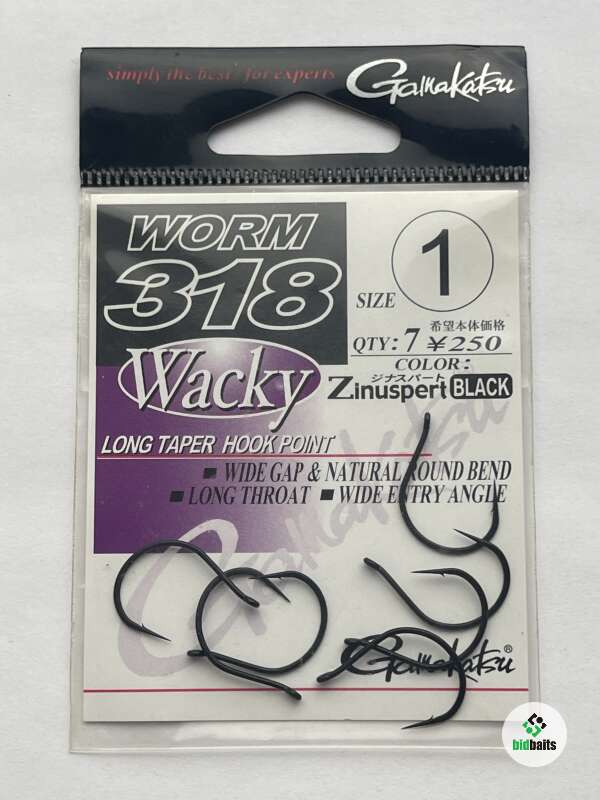 simply the best for experts
Gamakatsu
WORM
318
SIZE 1
QTY: 7 希望本体価格 ¥250
COLOR:
ジナスパート
Zinuspert BLACK
Wacky
LONG TAPER HOOK POINT
■ WIDE GAP & NATURAL ROUND BEND
■ LONG THROAT ■ WIDE ENTRY ANGLE
Gamakatsu
Gamakatsu®
bidbaits